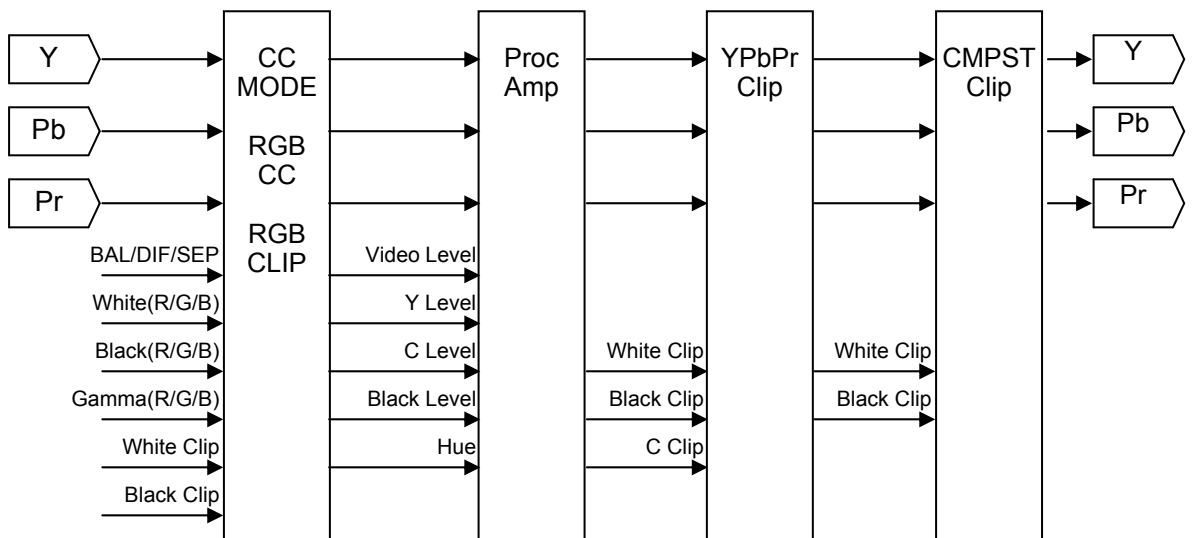 Y
Pb
Pr
BAL/DIF/SEP
White(R/G/B)
Black(R/G/B)
Gamma(R/G/B)
White Clip
Black Clip
CC
MODE
RGB
CC
RGB
CLIP
Video Level
Y Level
C Level
Black Level
Hue
Proc
Amp
White Clip
Black Clip
C Clip
YPbPr
Clip
White Clip
Black Clip
CMPST
Clip
Y
Pb
Pr